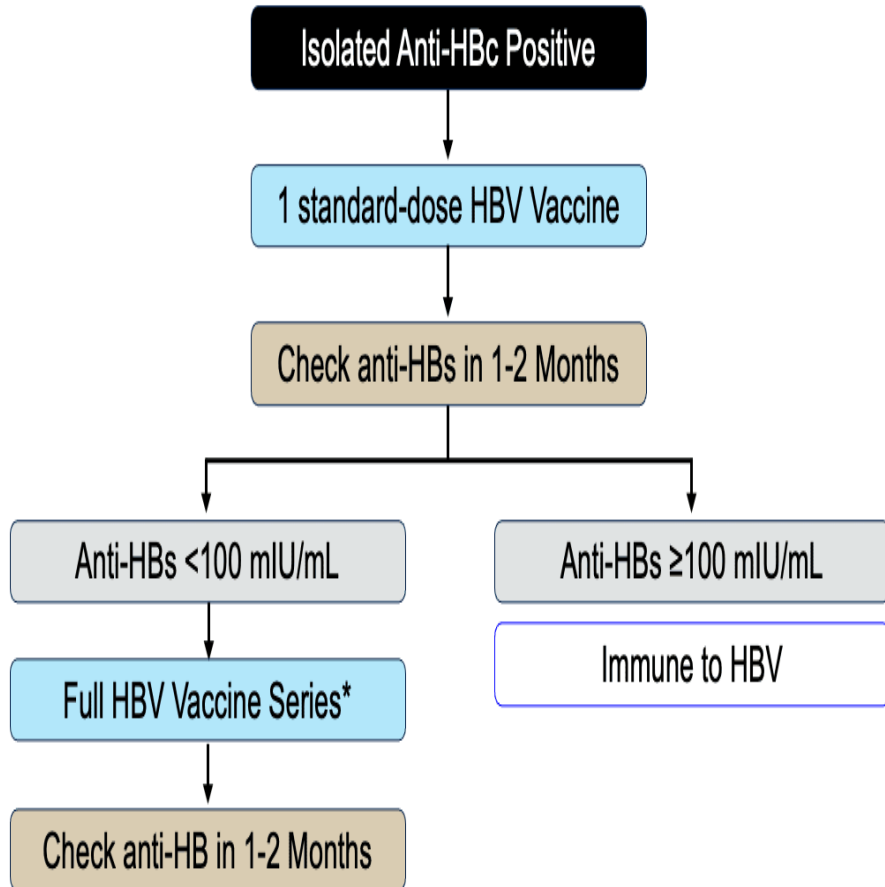 Isolated Anti-HBc Positive
1 standard-dose HBV Vaccine
Check anti-HBs in 1-2 Months
Anti-HBs <100 mIU/mL
Anti-HBs ≥100 mIU/mL
Full HBV Vaccine Series*
Immune to HBV
Check anti-HB in 1-2 Months